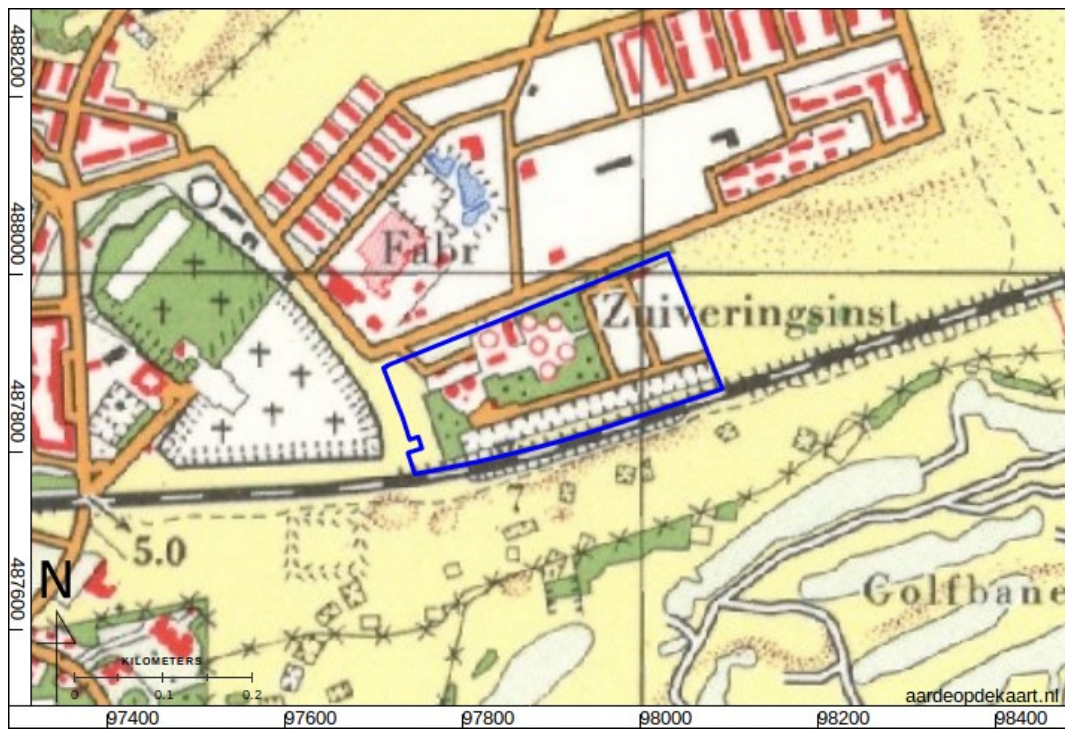 488200
488000
487800
487600
Fabr
Zuiveringsinst
7
5.0
Golfbane
N
KILOMETERS
0 0.1 0.2
aardeopdekaart.nl
97400 97600 97800 98000 98200 98400